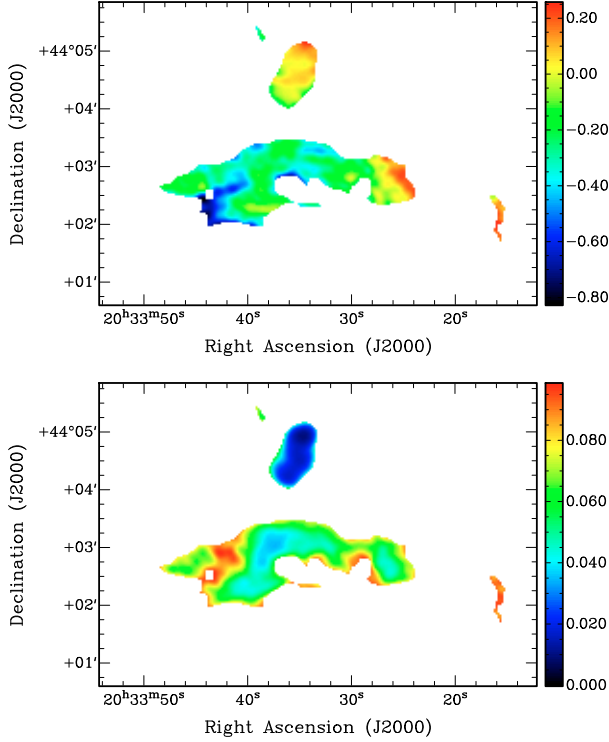 +44°05′
+04′
+03′
+02′
+01′
Declination (J2000)
20ʰ33ᵐ50ˢ
40ˢ
30ˢ
20ˢ
Right Ascension (J2000)
0.20
0.00
−0.20
−0.40
−0.60
−0.80
+44°05′
+04′
+03′
+02′
+01′
Declination (J2000)
20ʰ33ᵐ50ˢ
40ˢ
30ˢ
20ˢ
Right Ascension (J2000)
0.080
0.060
0.040
0.020
0.000